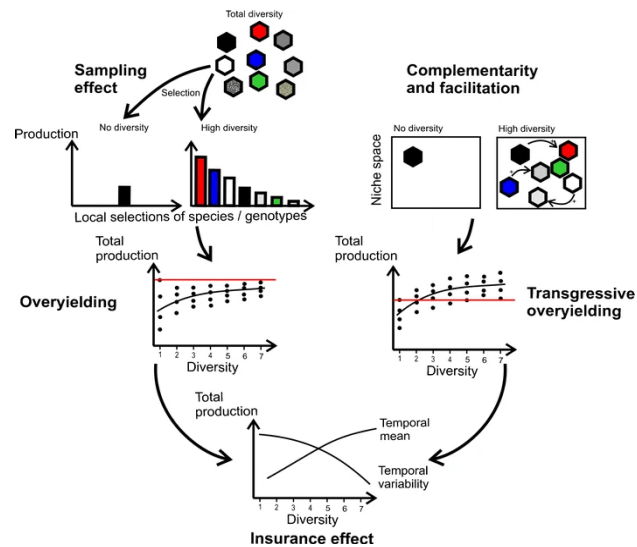 Total diversity
Sampling
effect
Selection
No diversity
High diversity
Production
Local selections of species / genotypes
Complementarity
and facilitation
No diversity
High diversity
Niche space
Total
production
Overyielding
1 2 3 4 5 6 7
Diversity
Total
production
Transgressive
overyielding
1 2 3 4 5 6 7
Diversity
Total
production
Temporal
mean
Temporal
variability
1 2 3 4 5 6 7
Diversity
Insurance effect